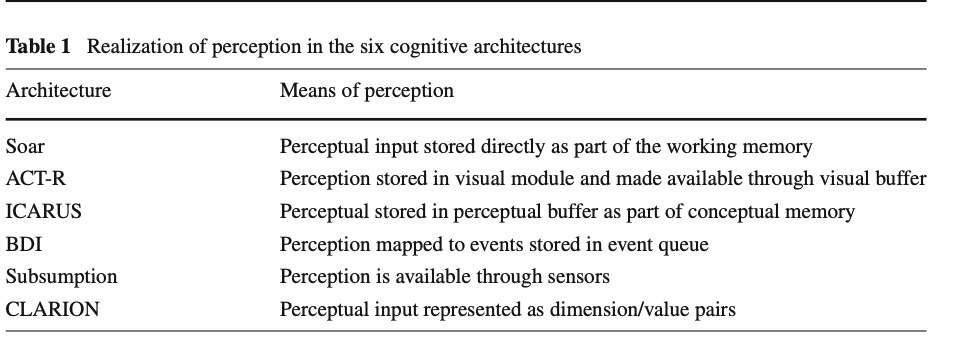 Table 1 Realization of perception in the six cognitive architectures
Architecture Means of perception
Soar Perceptual input stored directly as part of the working memory
ACT-R Perception stored in visual module and made available through visual buffer
ICARUS Perceptual stored in perceptual buffer as part of conceptual memory
BDI Perception mapped to events stored in event queue
Subsumption Perception is available through sensors
CLARION Perceptual input represented as dimension/value pairs